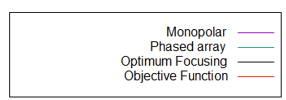 Monopolar
Phased array
Optimum Focusing
Objective Function